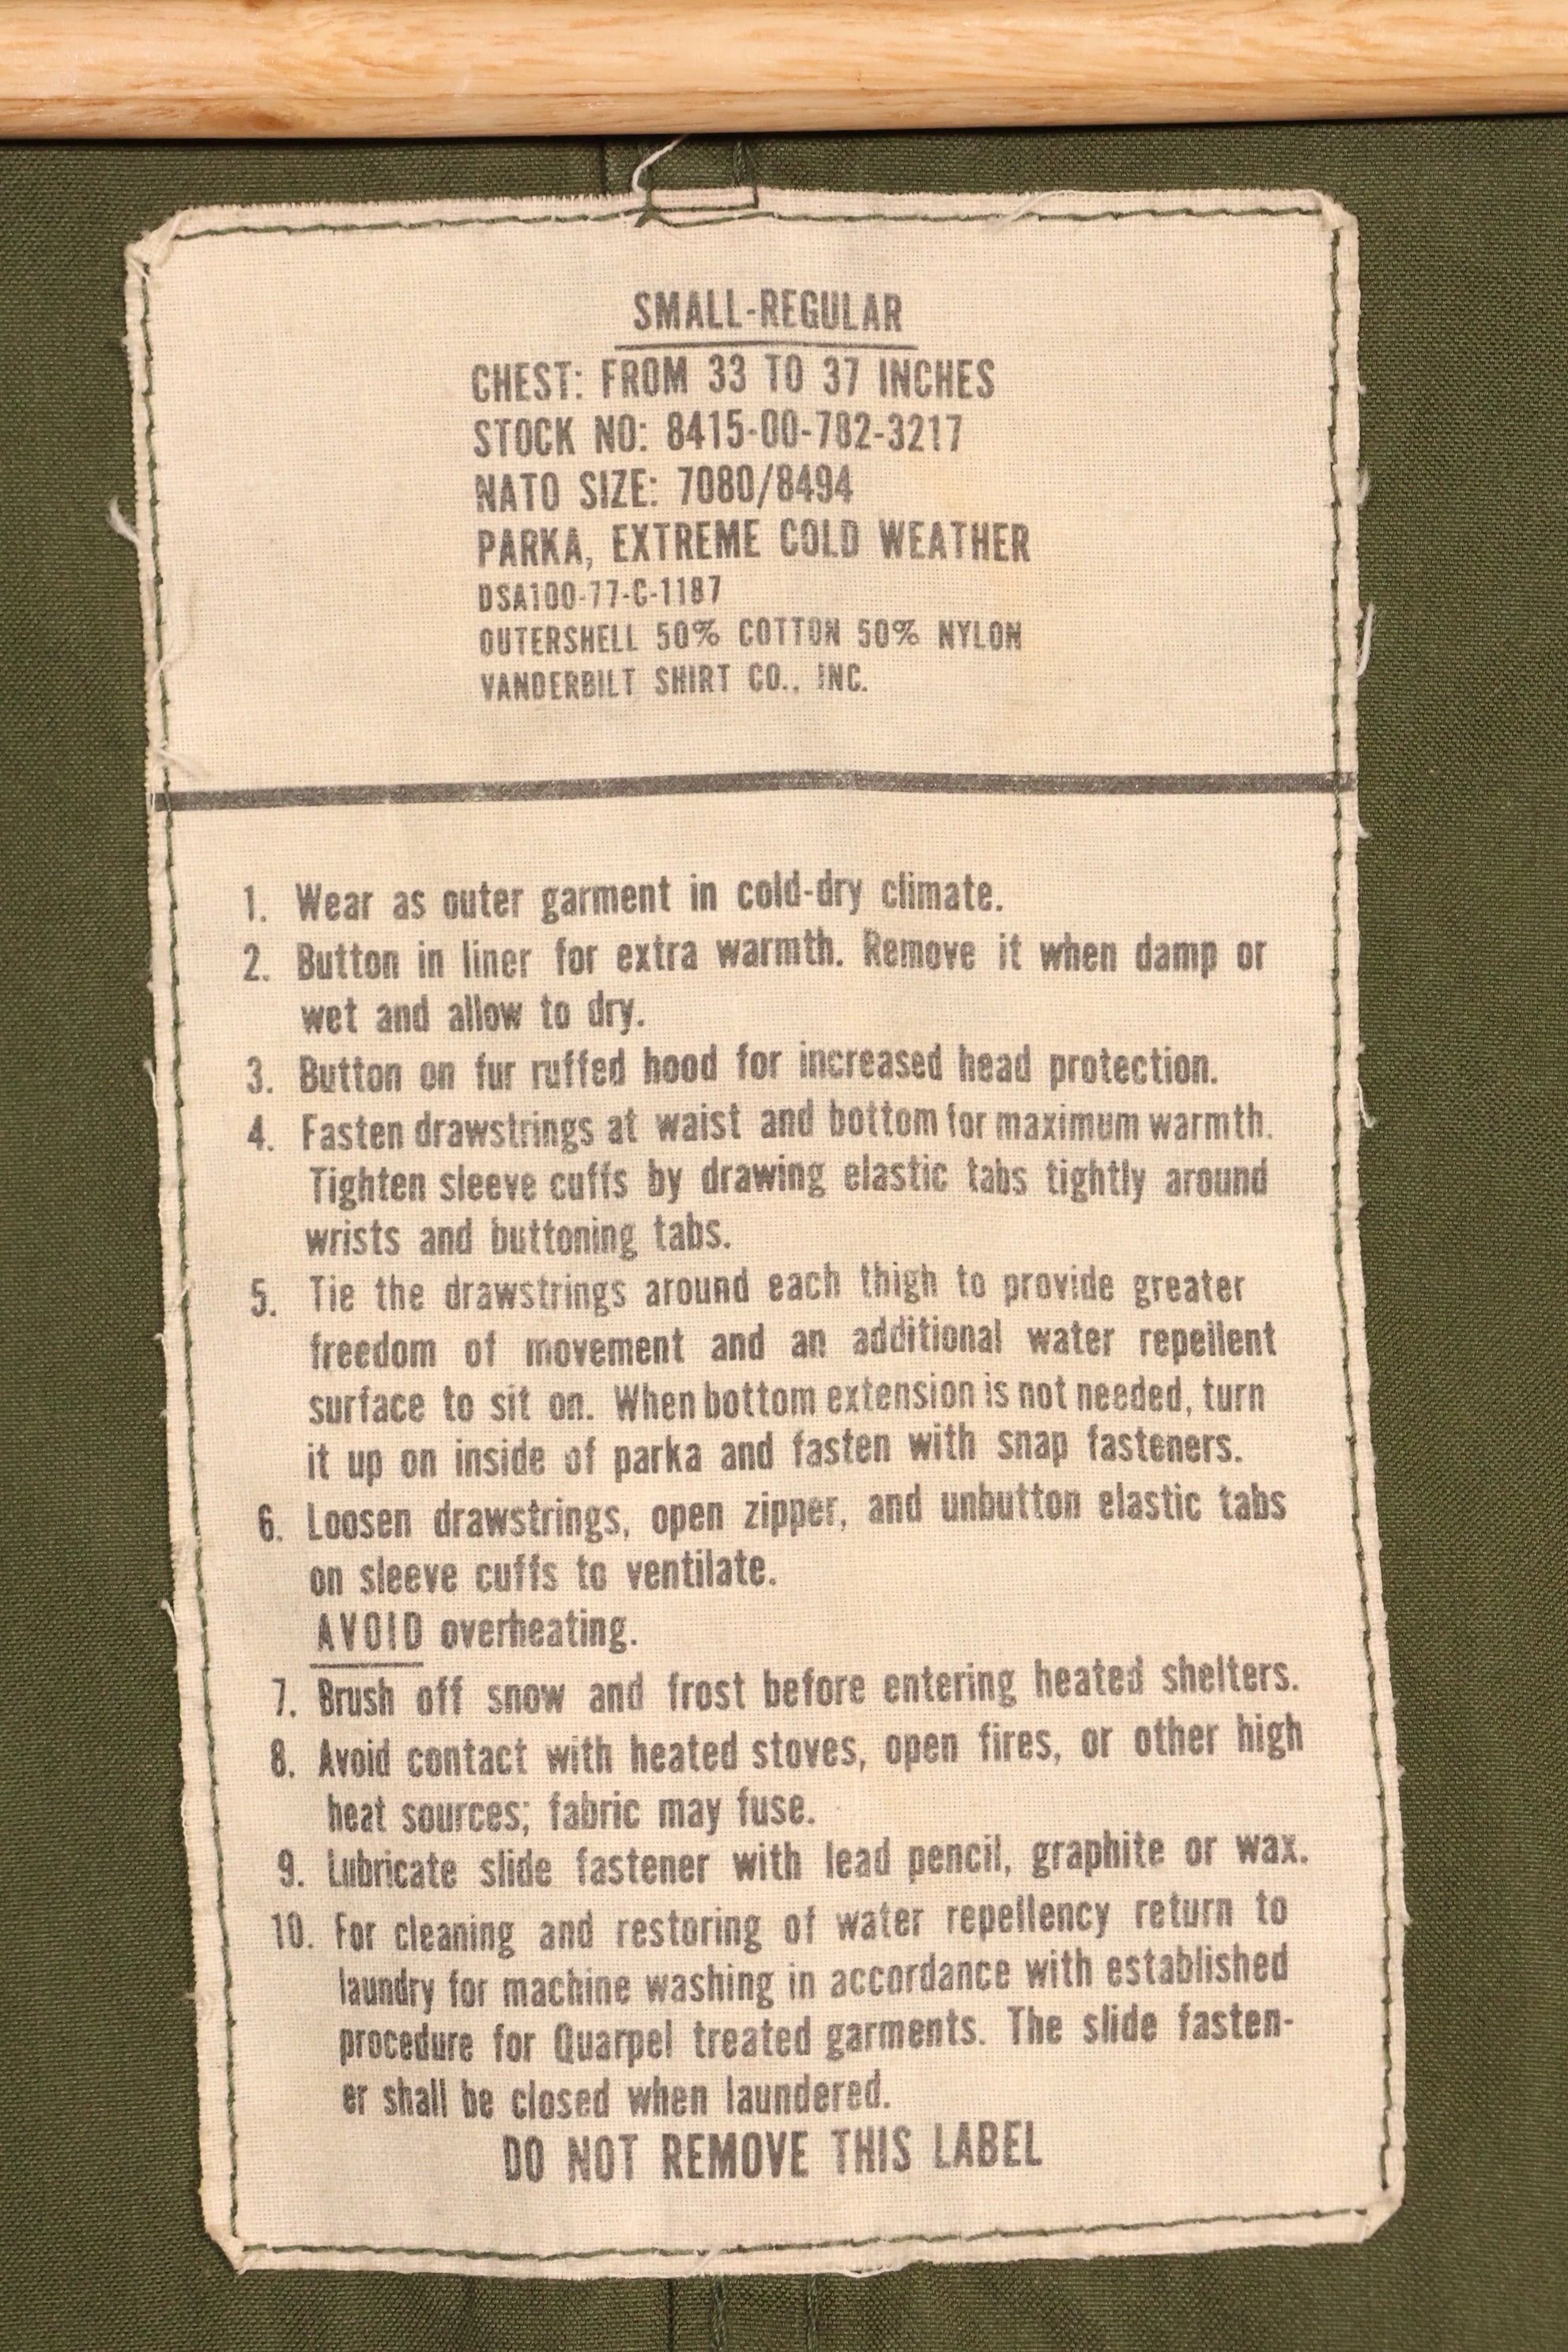 SMALL-REGULAR
CHEST: FROM 33 TO 37 INCHES
STOCK NO: 8415-00-782-3217
NATO SIZE: 7080/8494
PARKA, EXTREME COLD WEATHER
DSA100-77-C-1187
OUTERSHELL 50% COTTON 50% NYLON
VANDERBILT SHIRT CO., INC.
1. Wear as outer garment in cold-dry climate.
2. Button in liner for extra warmth. Remove it when damp or
wet and allow to dry.
3. Button on fur ruffed hood for increased head protection.
4. Fasten drawstrings at waist and bottom for maximum warmth.
Tighten sleeve cuffs by drawing elastic tabs tightly around
wrists and buttoning tabs.
5. Tie the drawstrings around each thigh to provide greater
freedom of movement and an additional water repellent
surface to sit on. When bottom extension is not needed, turn
it up on inside of parka and fasten with snap fasteners.
6. Loosen drawstrings, open zipper, and unbutton elastic tabs
on sleeve cuffs to ventilate.
AVOID overheating.
7. Brush off snow and frost before entering heated shelters.
8. Avoid contact with heated stoves, open fires, or other high
heat sources; fabric may fuse.
9. Lubricate slide fastener with lead pencil, graphite or wax.
10. For cleaning and restoring of water repellency return to
laundry for machine washing in accordance with established
procedure for Quarpel treated garments. The slide fasten-
er shall be closed when laundered.
DO NOT REMOVE THIS LABEL